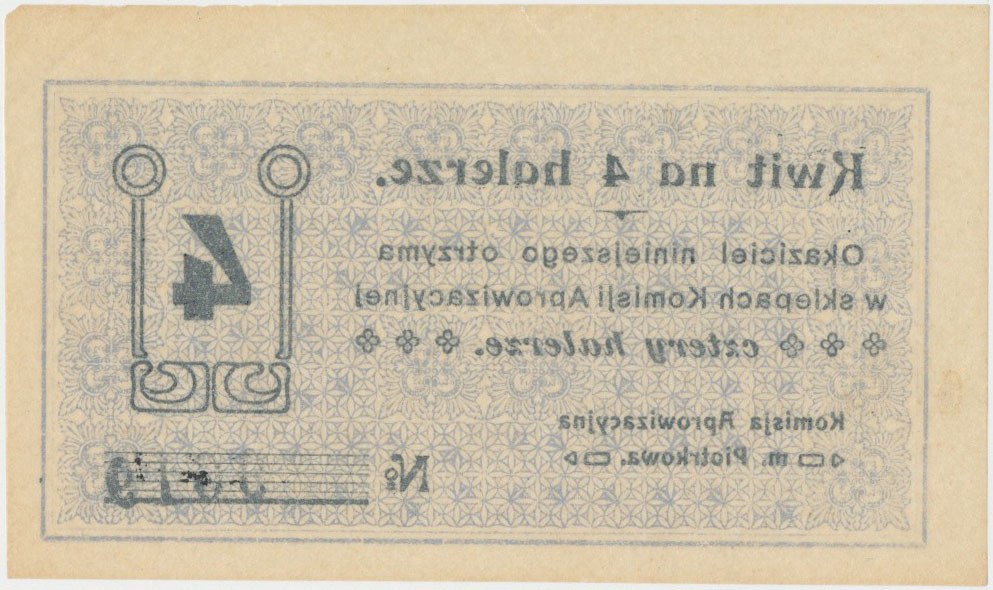 Kwit na 4 halerze.
Okaziciel niniejszego otrzyma
w sklepach Komisji Aprowizacyjnej
cztery halerze.
4
Komisja Aprowizacyjna
m. Piotrkowa.
№